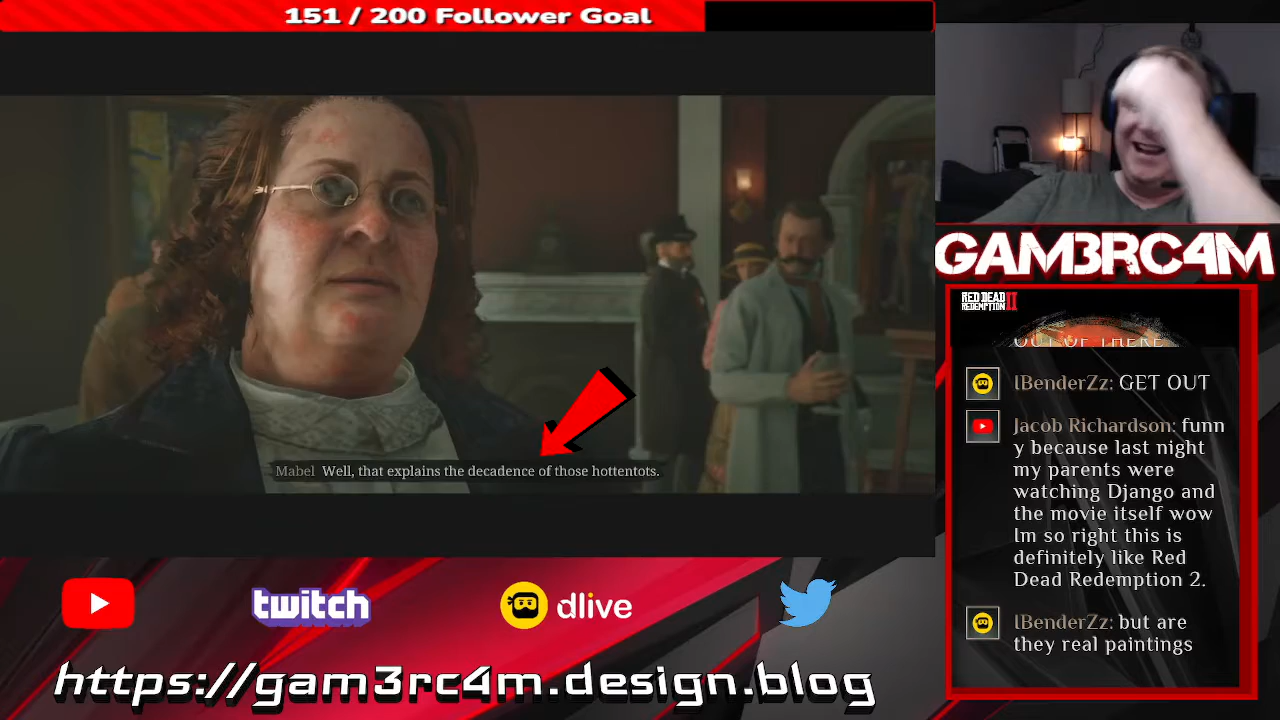 151 / 200 Follower Goal
Mabel Well, that explains the decadence of those hottentots.
GAM3RC4M
RED DEAD
REDEMPTION II
OUT OF THERE
lBenderZz: GET OUT
Jacob Richardson: funn
y because last night
my parents were
watching Django and
the movie itself wow
Im so right this is
definitely like Red
Dead Redemption 2.
lBenderZz: but are
they real paintings
twitch
dlive
https://gam3rc4m.design.blog